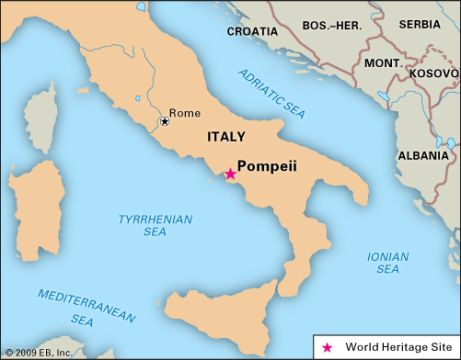 CROATIA
BOS.–HER.
SERBIA
MONT.
KOSOVO
ADRIATIC SEA
Rome
ITALY
ALBANIA
Pompeii
TYRRHENIAN
SEA
IONIAN
SEA
MEDITERRANEAN
SEA
© 2009 EB, Inc.
World Heritage Site